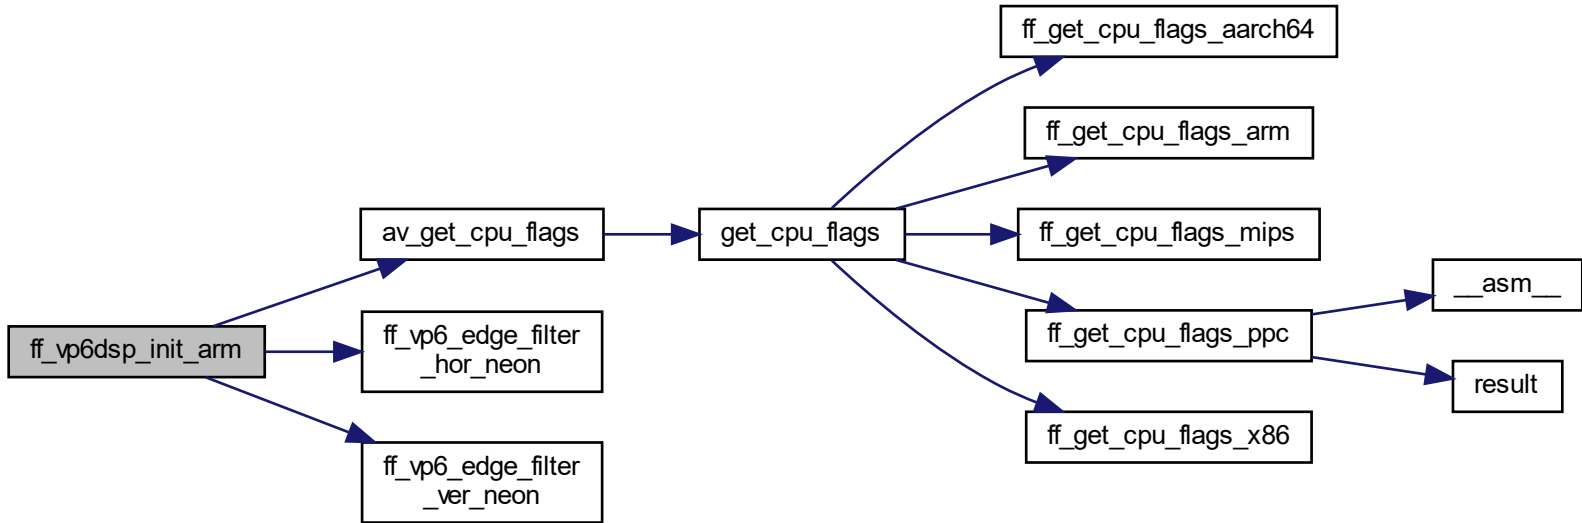 ff_get_cpu_flags_aarch64
ff_get_cpu_flags_arm
av_get_cpu_flags
get_cpu_flags
ff_get_cpu_flags_mips
__asm__
ff_vp6dsp_init_arm
ff_vp6_edge_filter
_hor_neon
ff_get_cpu_flags_ppc
result
ff_get_cpu_flags_x86
ff_vp6_edge_filter
_ver_neon